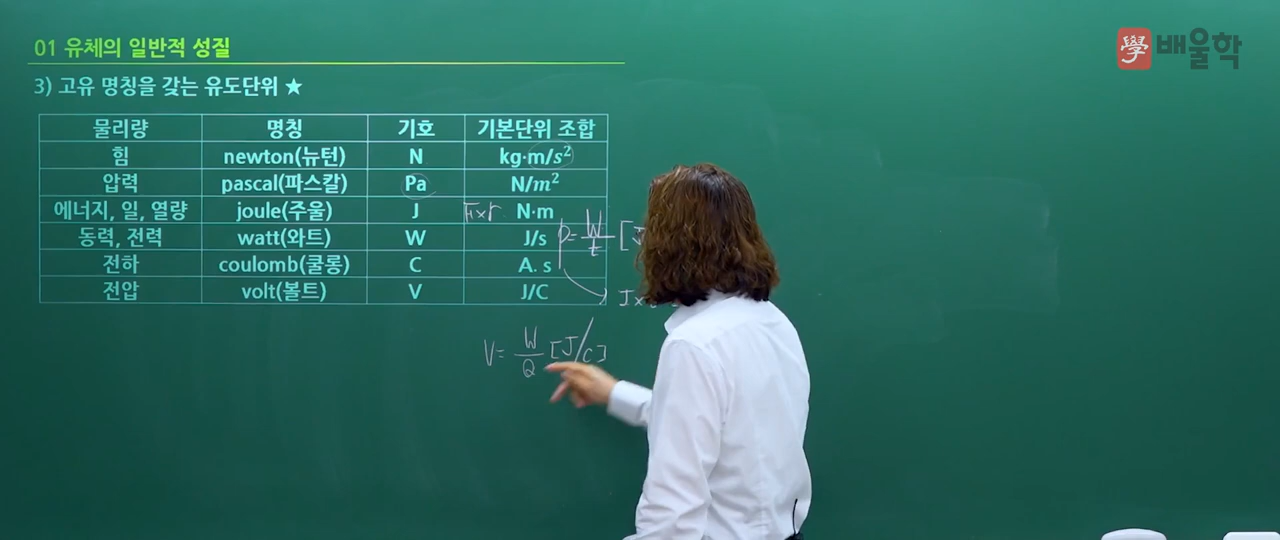 01 유체의 일반적 성질
學 배울학
3) 고유 명칭을 갖는 유도단위 ★
물리량 명칭 기호 기본단위 조합
힘 newton(뉴턴) N kg·m/s²
압력 pascal(파스칼) Pa N/m²
에너지, 일, 열량 joule(주울) J F×r N·m
동력, 전력 watt(와트) W J/s
P = W/t [J
전하 coulomb(쿨롱) C A. s
전압 volt(볼트) V J/C
J×
V = W/Q [J/C]